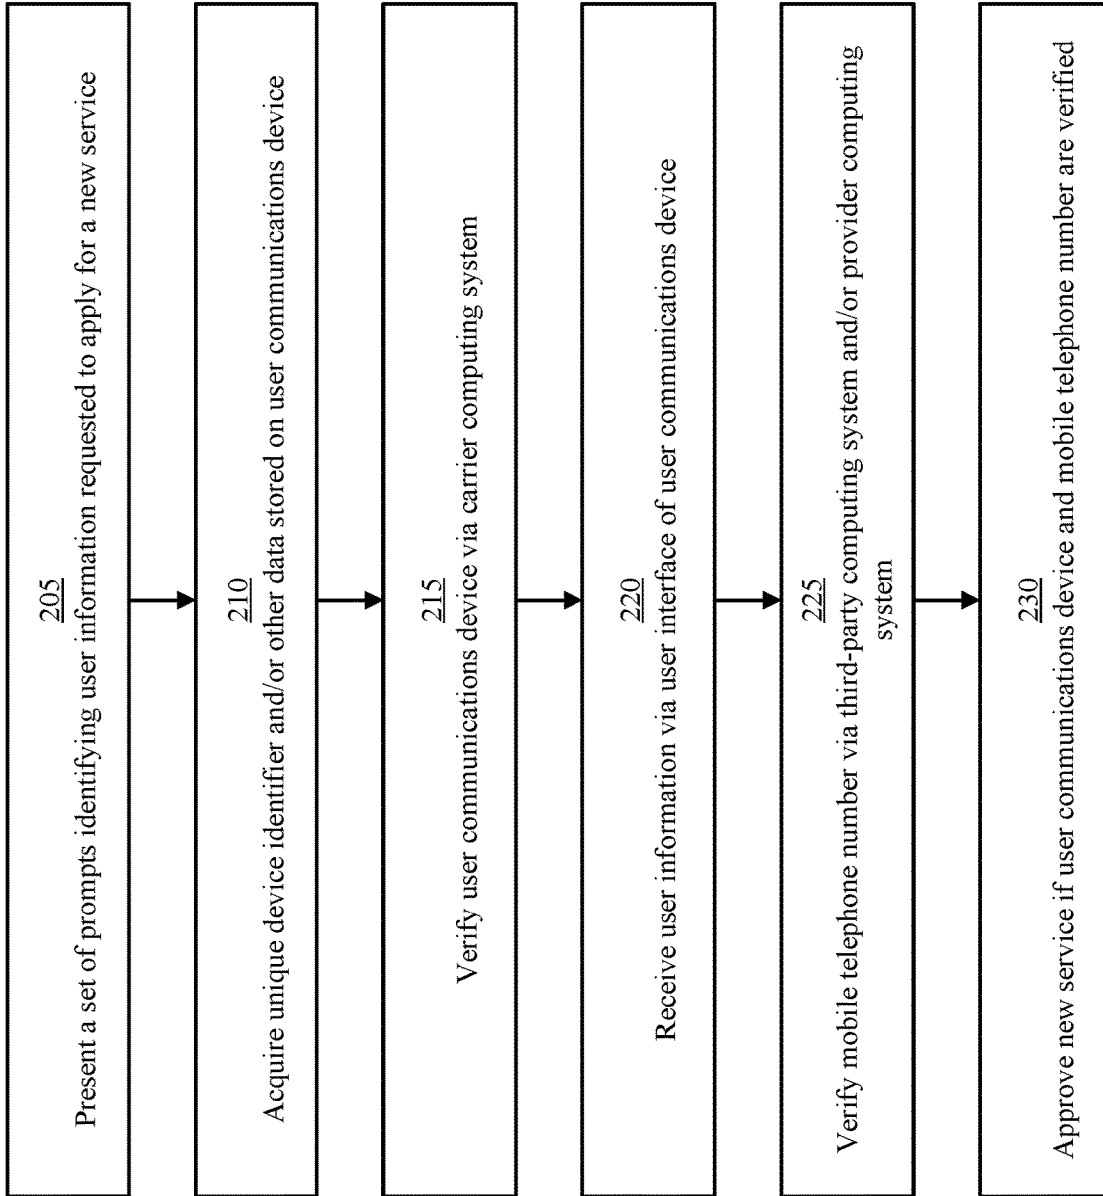 205
Present a set of prompts identifying user information requested to apply for a new service
210
Acquire unique device identifier and/or other data stored on user communications device
215
Verify user communications device via carrier computing system
220
Receive user information via user interface of user communications device
225
Verify mobile telephone number via third-party computing system and/or provider computing
system
230
Approve new service if user communications device and mobile telephone number are verified